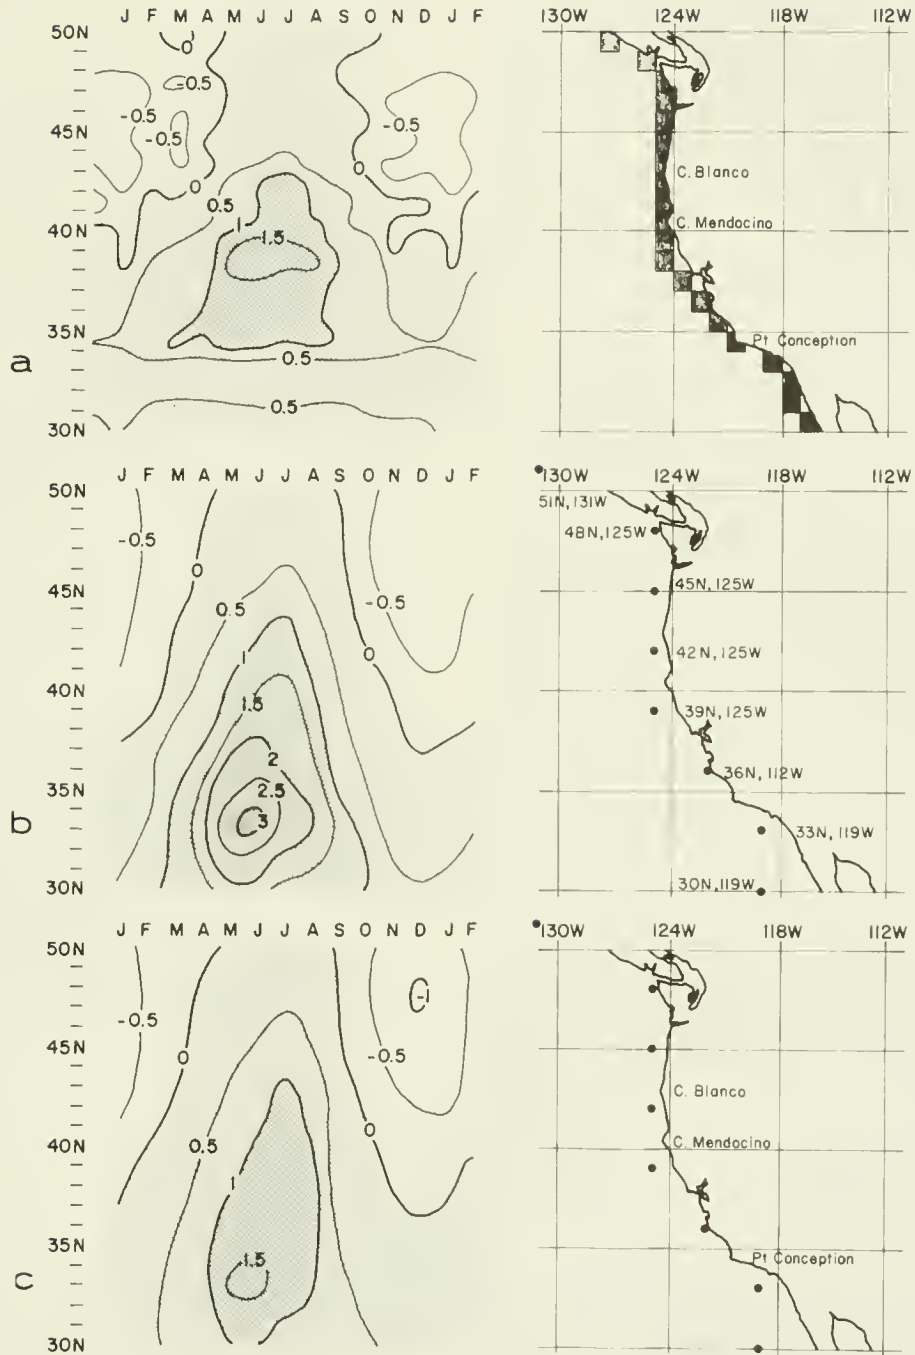 J F M A M J J A S O N D J F
50N
45N
40N
35N
30N
0
-0.5
=0.5
-0.5
-0.5
0
0
0.5
1
1.5
0.5
0.5
a
130W 124W 118W 112W
C. Blanco
C. Mendocino
Pt Conception
J F M A M J J A S O N D J F
50N
45N
40N
35N
30N
-0.5
0
0.5
-0.5
1
0
1.5
2
2.5
3
b
130W 124W 118W 112W
51N, 131W
48N, 125W
45N, 125W
42N, 125W
39N, 125W
36N, 112W
33N, 119W
30N, 119W
J F M A M J J A S O N D J F
50N
45N
40N
35N
30N
-0.5
0
-1
-0.5
0.5
0
1
1.5
c
130W 124W 118W 112W
C. Blanco
C. Mendocino
Pt Conception